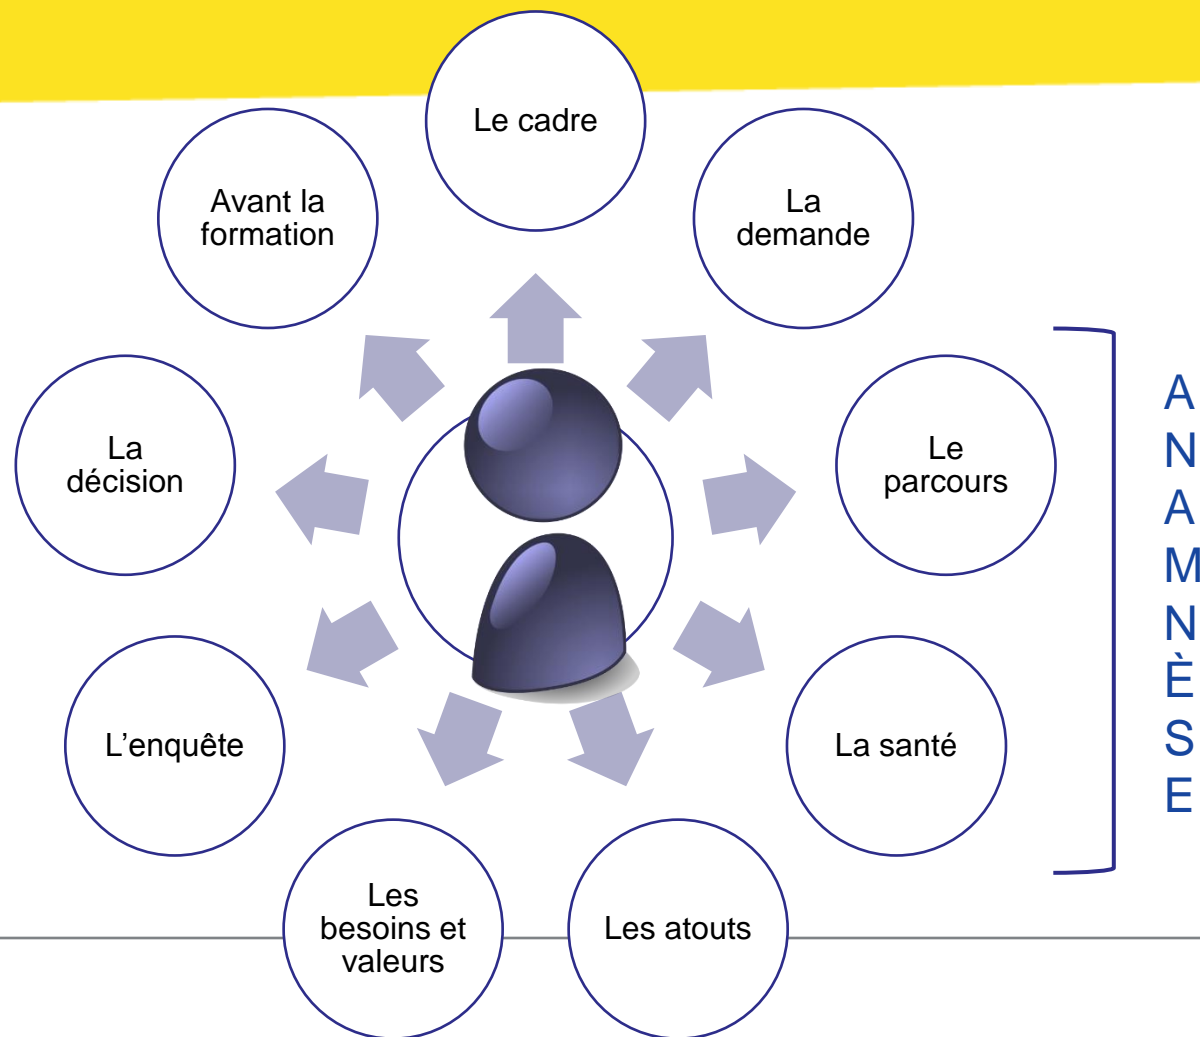 Le cadre
La
demande
Le
parcours
La santé
Les atouts
Les
besoins et
valeurs
L’enquête
La
décision
Avant la
formation
A
N
A
M
N
È
S
E